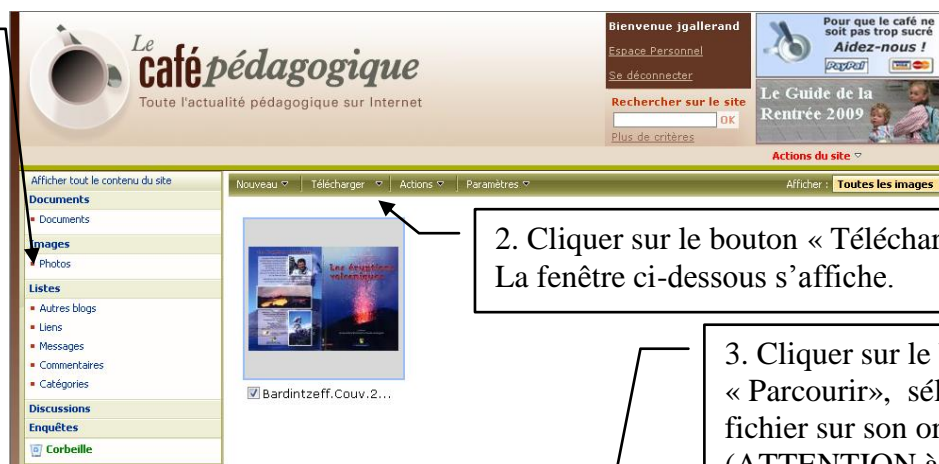 Le
café pédagogique
Toute l'actualité pédagogique sur Internet
Bienvenue jgallerand
Espace Personnel
Se déconnecter
Rechercher sur le site
OK
Plus de critères
Pour que le café ne
soit pas trop sucré
Aidez-nous !
PayPal
Le Guide de la
Rentrée 2009
Actions du site
Afficher tout le contenu du site
Documents
Documents
Images
Photos
Listes
Autres blogs
Liens
Messages
Commentaires
Catégories
Discussions
Enquêtes
Corbeille
Nouveau Télécharger Actions Paramètres
Afficher : Toutes les images
Les éruptions
volcaniques
Bardintzeff.Couv.2...
2. Cliquer sur le bouton « Téléchar
La fenêtre ci-dessous s'affiche.
3. Cliquer sur le
« Parcourir», sél
fichier sur son or
(ATTENTION à